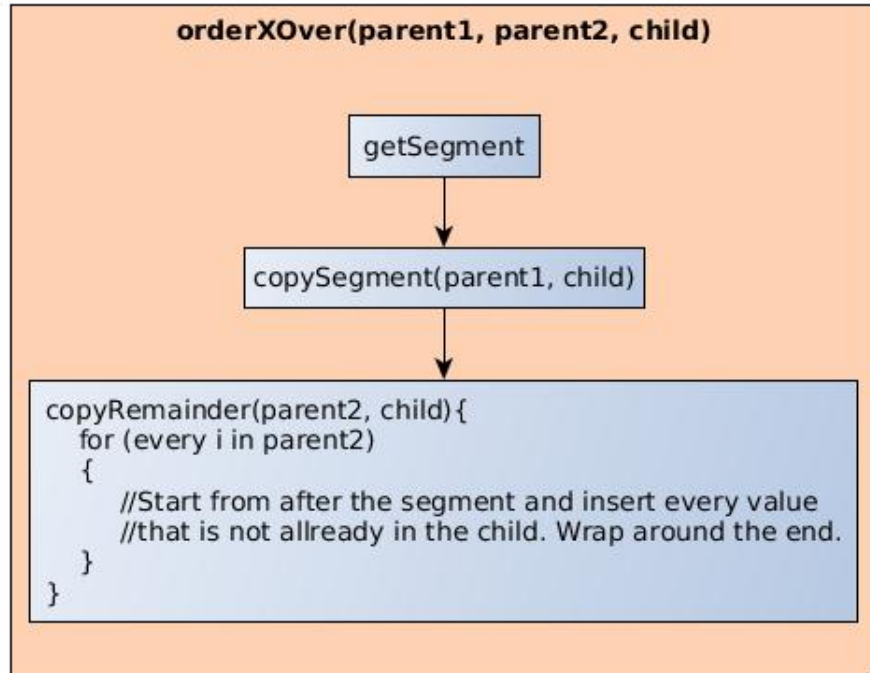 orderXOver(parent1, parent2, child)
getSegment
copySegment(parent1, child)
copyRemainder(parent2, child){
for (every i in parent2)
{
//Start from after the segment and insert every value
//that is not allready in the child. Wrap around the end.
}
}